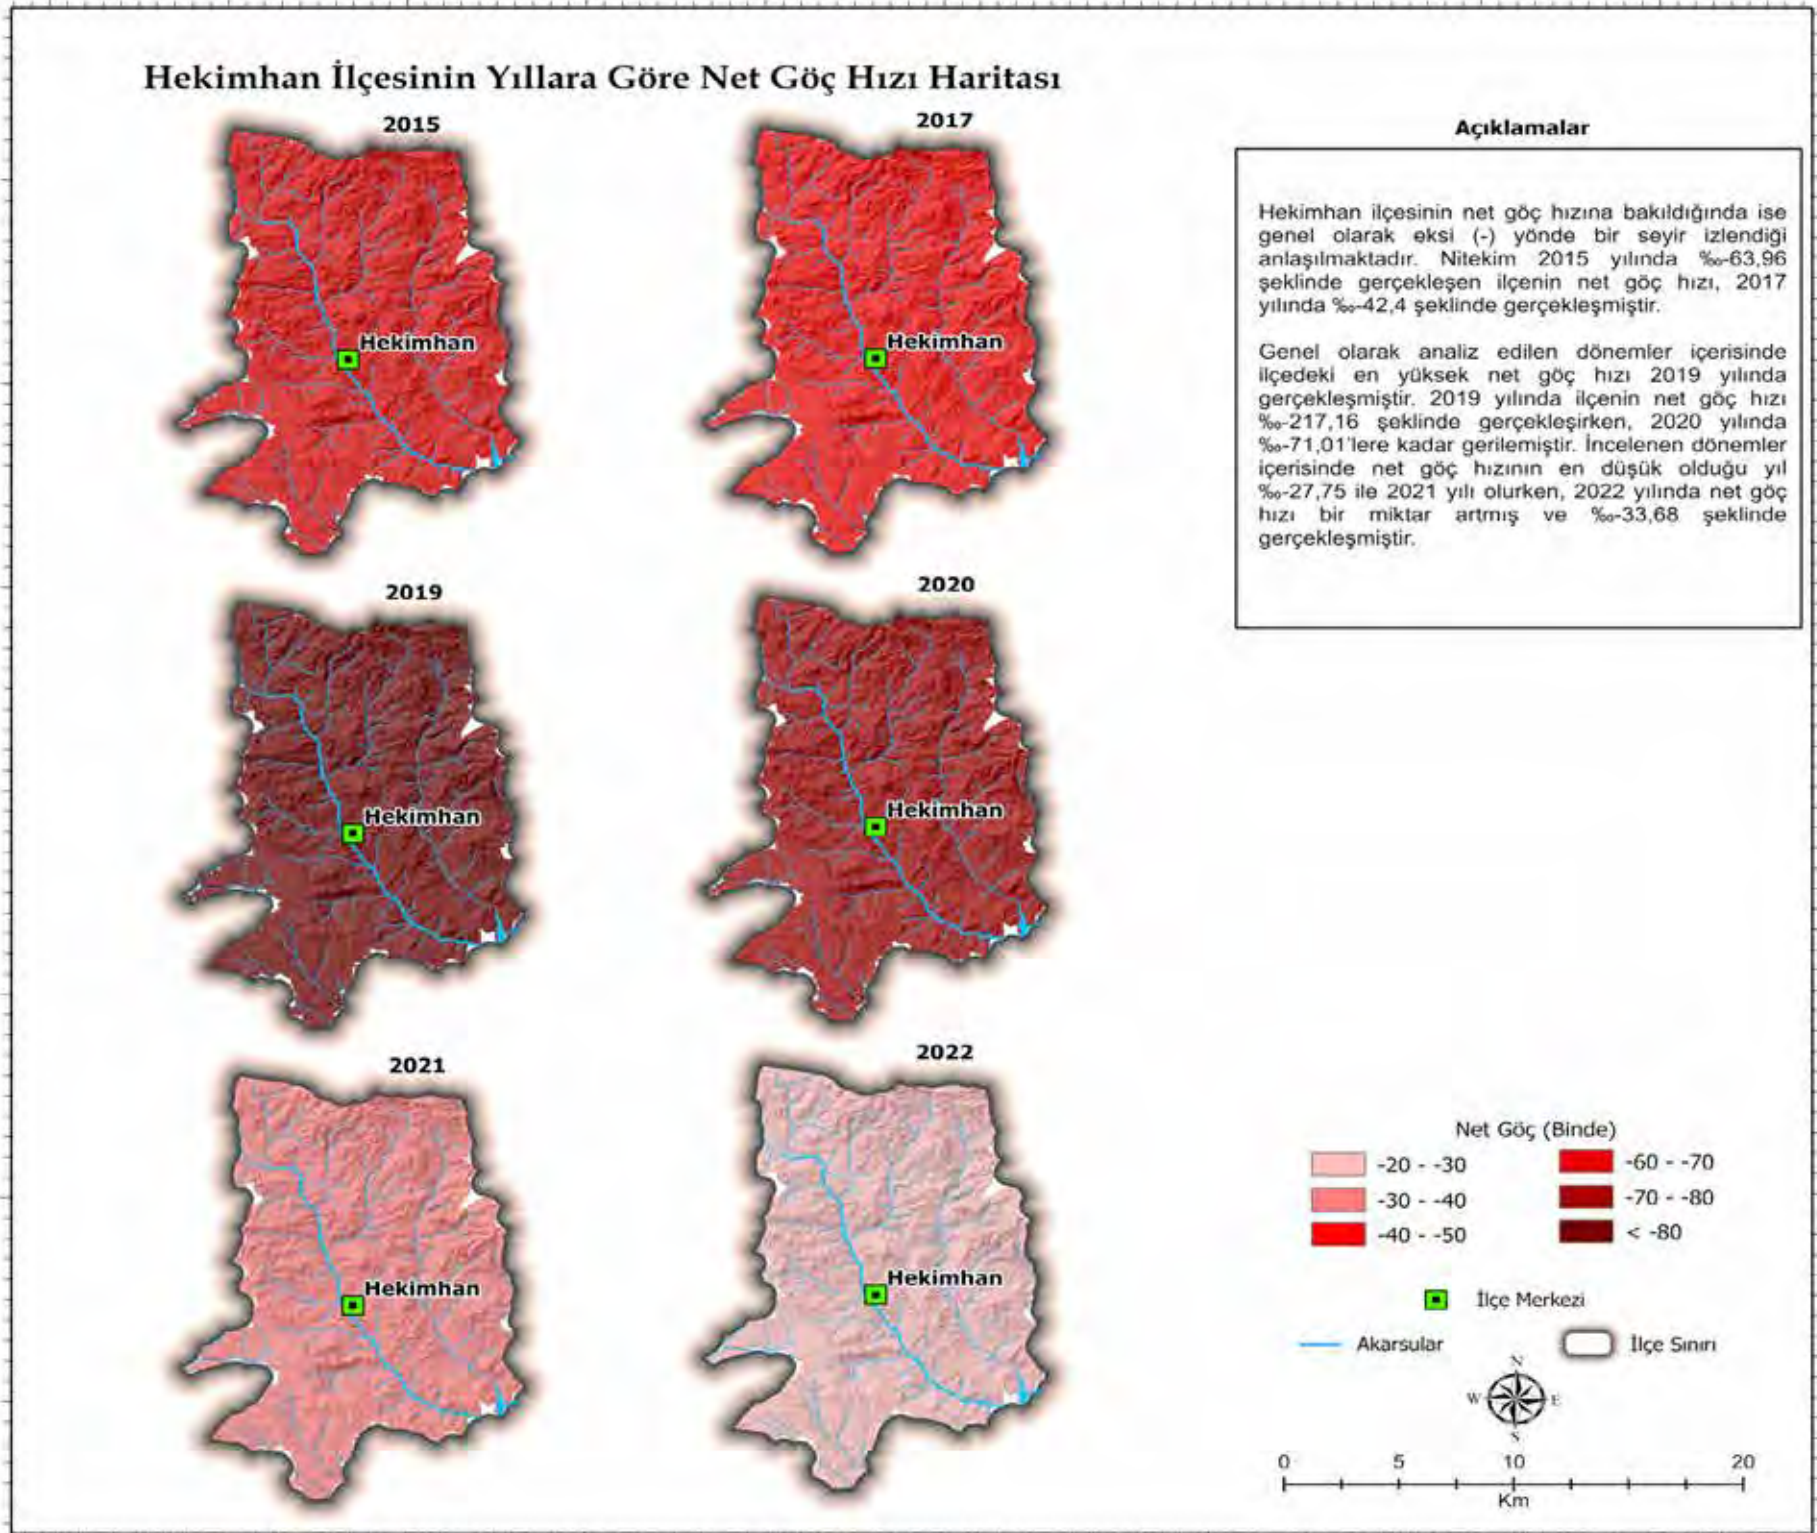 Hekimhan İlçesinin Yıllara Göre Net Göç Hızı Haritası
2015
Hekimhan
2017
Hekimhan
2019
Hekimhan
2020
Hekimhan
2021
Hekimhan
2022
Hekimhan
Açıklamalar
Hekimhan ilçesinin net göç hızına bakıldığında ise
genel olarak eksi (-) yönde bir seyir izlendiği
anlaşılmaktadır. Nitekim 2015 yılında ‰-63,96
şeklinde gerçekleşen ilçenin net göç hızı, 2017
yılında ‰-42,4 şeklinde gerçekleşmiştir.
Genel olarak analiz edilen dönemler içerisinde
ilçedeki en yüksek net göç hızı 2019 yılında
gerçekleşmiştir. 2019 yılında ilçenin net göç hızı
‰-217,16 şeklinde gerçekleşirken, 2020 yılında
‰-71,01'lere kadar gerilemiştir. İncelenen dönemler
içerisinde net göç hızının en düşük olduğu yıl
‰-27,75 ile 2021 yılı olurken, 2022 yılında net göç
hızı bir miktar artmış ve ‰-33,68 şeklinde
gerçekleşmiştir.
Net Göç (Binde)
-20 - -30
-30 - -40
-40 - -50
-60 - -70
-70 - -80
< -80
İlçe Merkezi
Akarsular
İlçe Sınırı
N
W E
S
0 5 10 20
Km